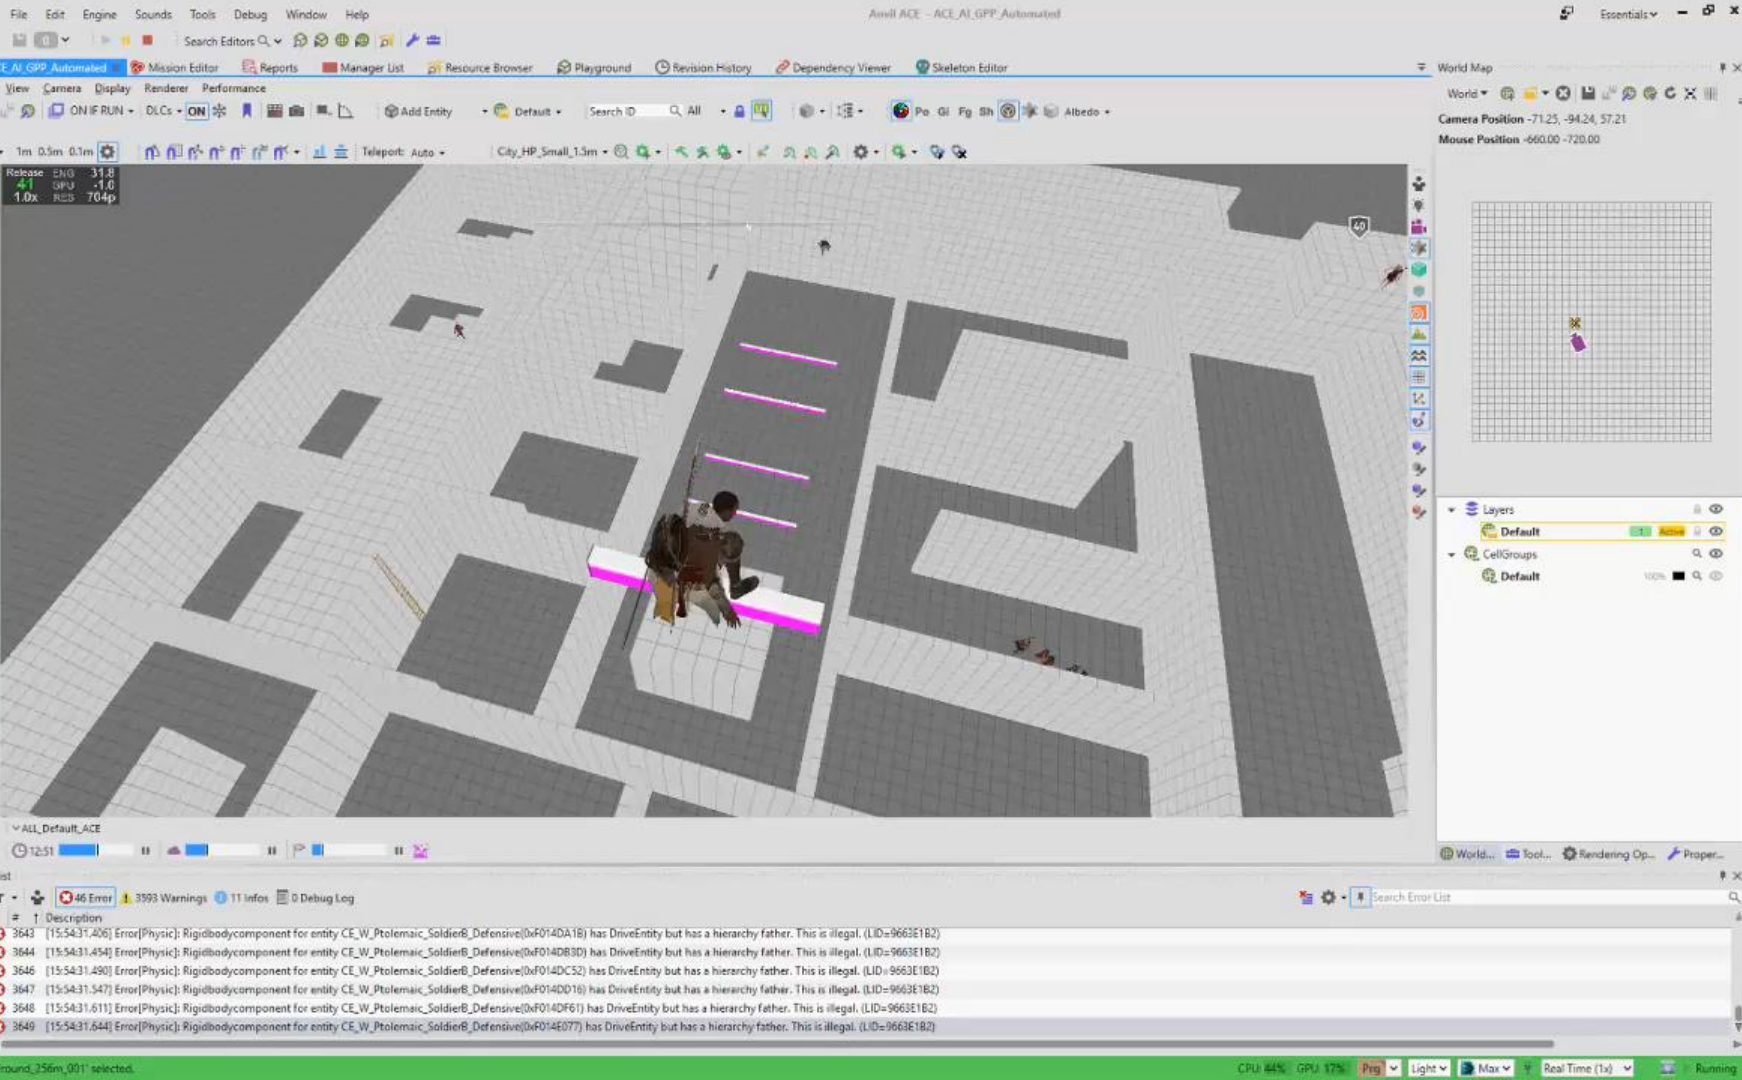 File Edit Engine Sounds Tools Debug Window Help
Anvil ACE - ACE_AI_GPP_Automated
Essentials
Search Editors
E_AI_GPP_Automated Mission Editor Reports Manager List Resource Browser Playground Revision History Dependency Viewer Skeleton Editor
View Camera Display Renderer Performance
ON IF RUN DLCs ON Add Entity Default Search ID All Po Gi Fg Sh Albedo
1m 0.5m 0.1m Teleport: Auto City_HP_Small_1.5m
Release ENG 31.8
41 GPU -1.0
1.0x RES 704p
40
World Map
World
Camera Position -71.25, -94.24, 57.21
Mouse Position -660.00 -720.00
Layers
Default 1 Active
CellGroups
Default 100%
World... Tool... Rendering Op... Proper...
ALL_Default_ACE
12:51
ist
46 Error 3593 Warnings 11 Infos 0 Debug Log
Search Error List
# Description
3643 [15:54:31.406] Error[Physic]: Rigidbodycomponent for entity CE_W_Ptolemaic_SoldierB_Defensive(0xF014DA1B) has DriveEntity but has a hierarchy father. This is illegal. (LID=9663E1B2)
3644 [15:54:31.454] Error[Physic]: Rigidbodycomponent for entity CE_W_Ptolemaic_SoldierB_Defensive(0xF014DB3D) has DriveEntity but has a hierarchy father. This is illegal. (LID=9663E1B2)
3646 [15:54:31.490] Error[Physic]: Rigidbodycomponent for entity CE_W_Ptolemaic_SoldierB_Defensive(0xF014DC52) has DriveEntity but has a hierarchy father. This is illegal. (LID=9663E1B2)
3647 [15:54:31.547] Error[Physic]: Rigidbodycomponent for entity CE_W_Ptolemaic_SoldierB_Defensive(0xF014DD16) has DriveEntity but has a hierarchy father. This is illegal. (LID=9663E1B2)
3648 [15:54:31.611] Error[Physic]: Rigidbodycomponent for entity CE_W_Ptolemaic_SoldierB_Defensive(0xF014DF61) has DriveEntity but has a hierarchy father. This is illegal. (LID=9663E1B2)
3649 [15:54:31.644] Error[Physic]: Rigidbodycomponent for entity CE_W_Ptolemaic_SoldierB_Defensive(0xF014E077) has DriveEntity but has a hierarchy father. This is illegal. (LID=9663E1B2)
round_256m_001' selected.
CPU: 44% GPU: 17% Prg Light Max Real Time (1x) Running